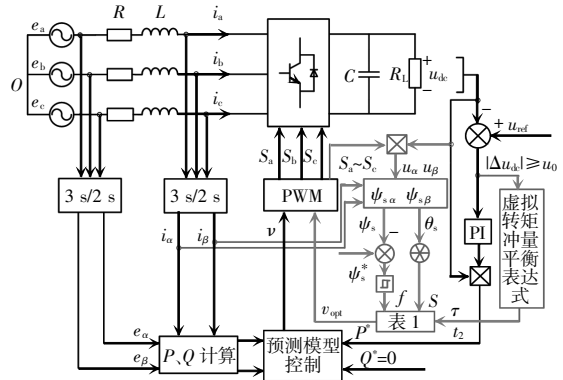 R L
e_a i_a
e_b i_b
O
e_c i_c
C R_L + u_dc −
−
+ u_ref
S_a S_b S_c S_a~S_c u_α u_β
|Δu_dc|≥u_0
3 s/2 s 3 s/2 s PWM ψ_sα ψ_sβ
虚拟
转矩
冲量
平衡
表达
式
PI
i_α i_β ν ψ_s − θ_s
ψ_s*
f S
v_opt 表1 τ
t_2
e_α
e_β
P、Q 计算
预测模型
控制
P*
Q*=0